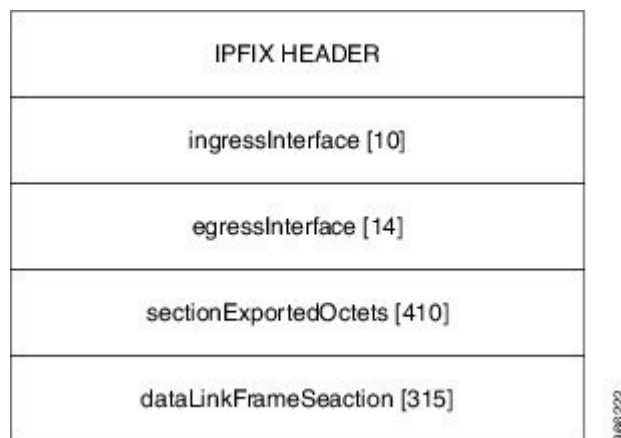 IPFIX HEADER
ingressInterface [10]
egressInterface [14]
sectionExportedOctets [410]
dataLinkFrameSeaction [315]